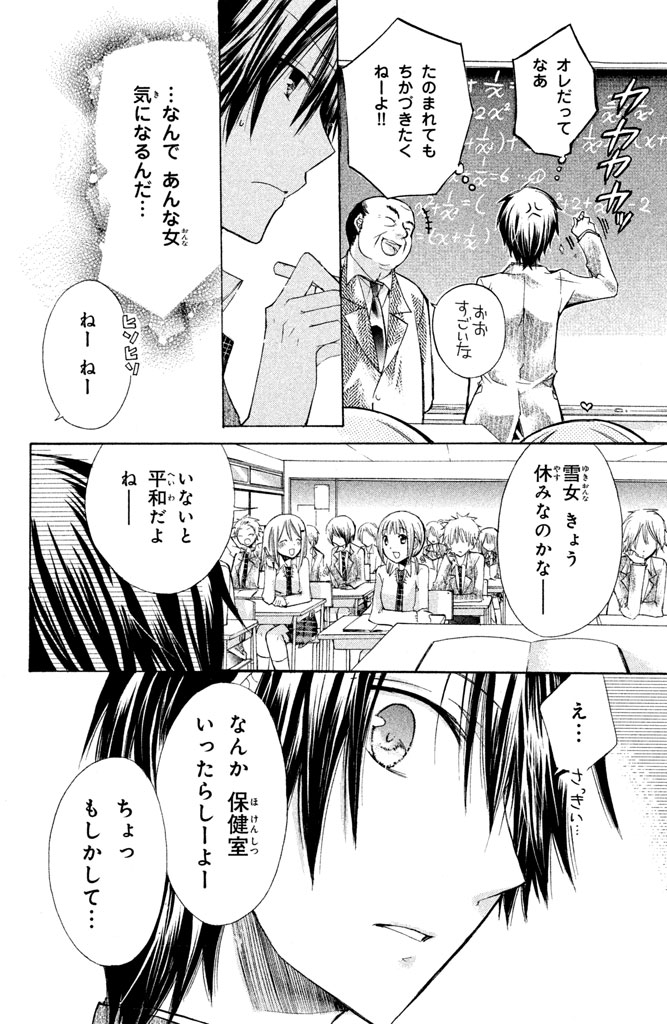 オレだって
なあ
たのまれても
ちかづきたく
ねーよ!!
カカカカッ
おお
すごいな
…なんで あんな女
気になるんだ…
ヒソヒソ
ねー ねー
雪女 きょう
休みなのかなー
いないと
平和だよ
ねー
え…
さっき…
なんか 保健室
いったらしーよー
ちょっ
もしかして…